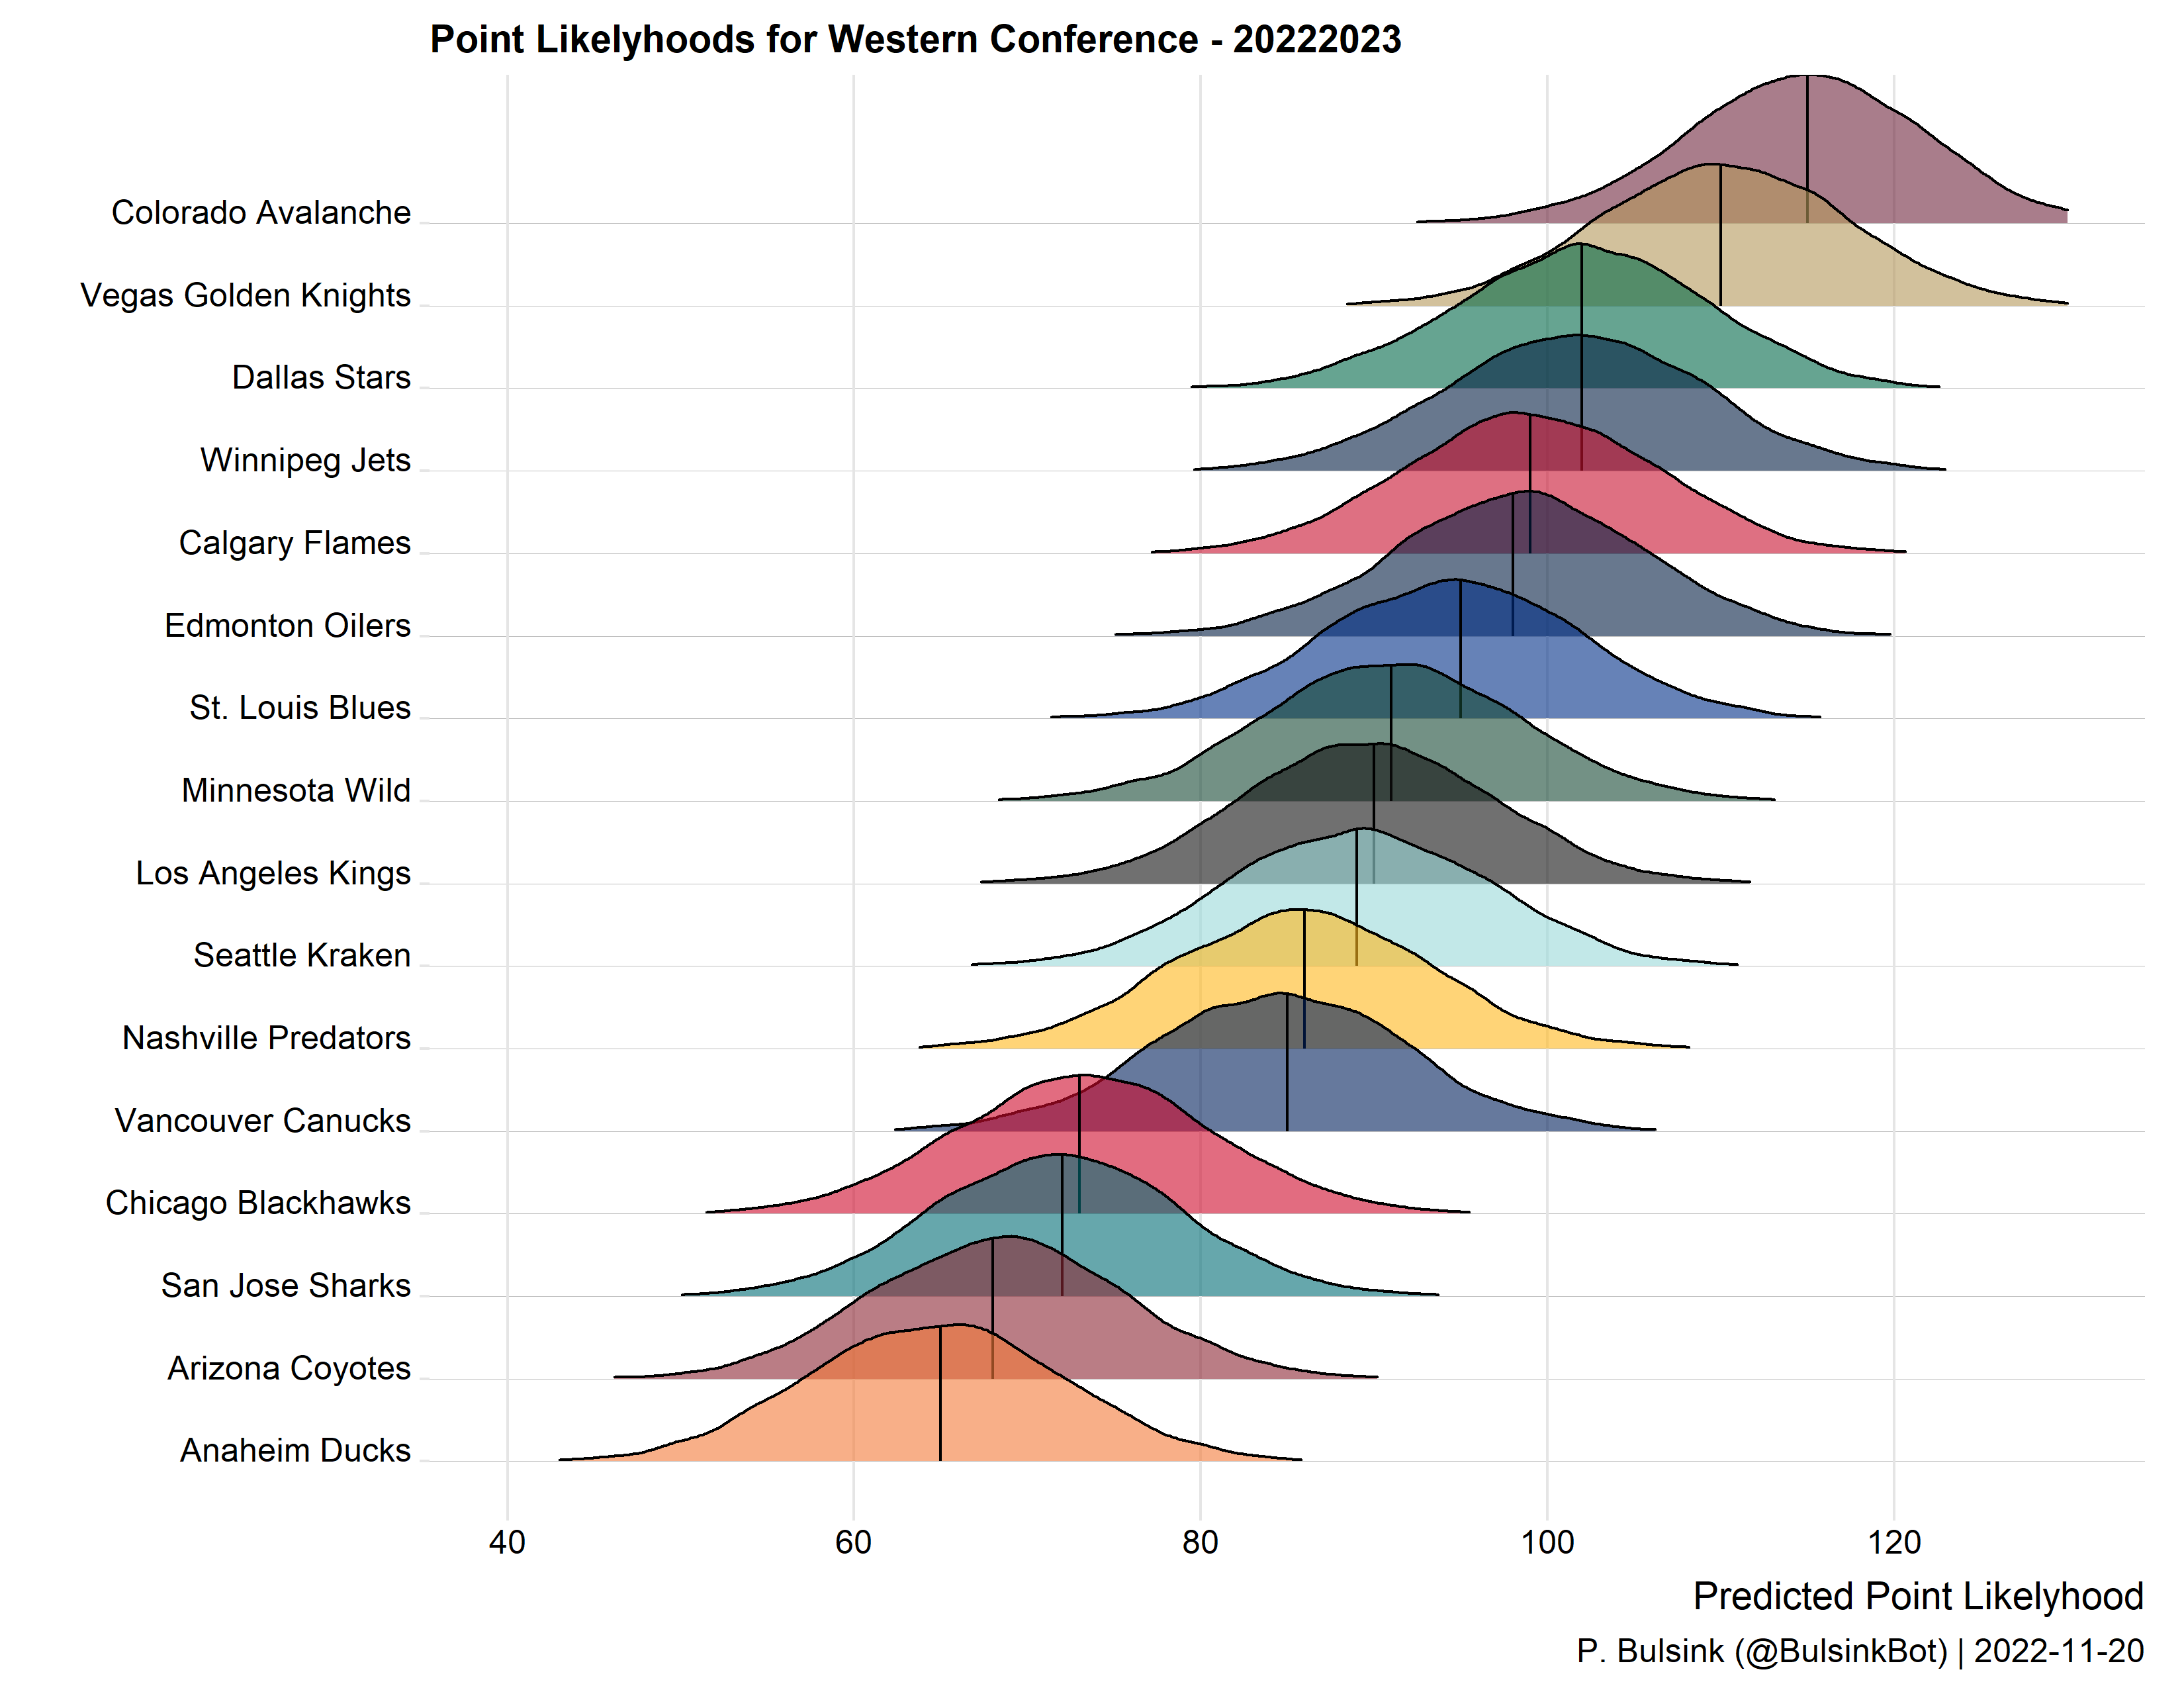 Point Likelyhoods for Western Conference - 20222023
Colorado Avalanche
Vegas Golden Knights
Dallas Stars
Winnipeg Jets
Calgary Flames
Edmonton Oilers
St. Louis Blues
Minnesota Wild
Los Angeles Kings
Seattle Kraken
Nashville Predators
Vancouver Canucks
Chicago Blackhawks
San Jose Sharks
Arizona Coyotes
Anaheim Ducks
40 60 80 100 120
Predicted Point Likelyhood
P. Bulsink (@BulsinkBot) | 2022-11-20